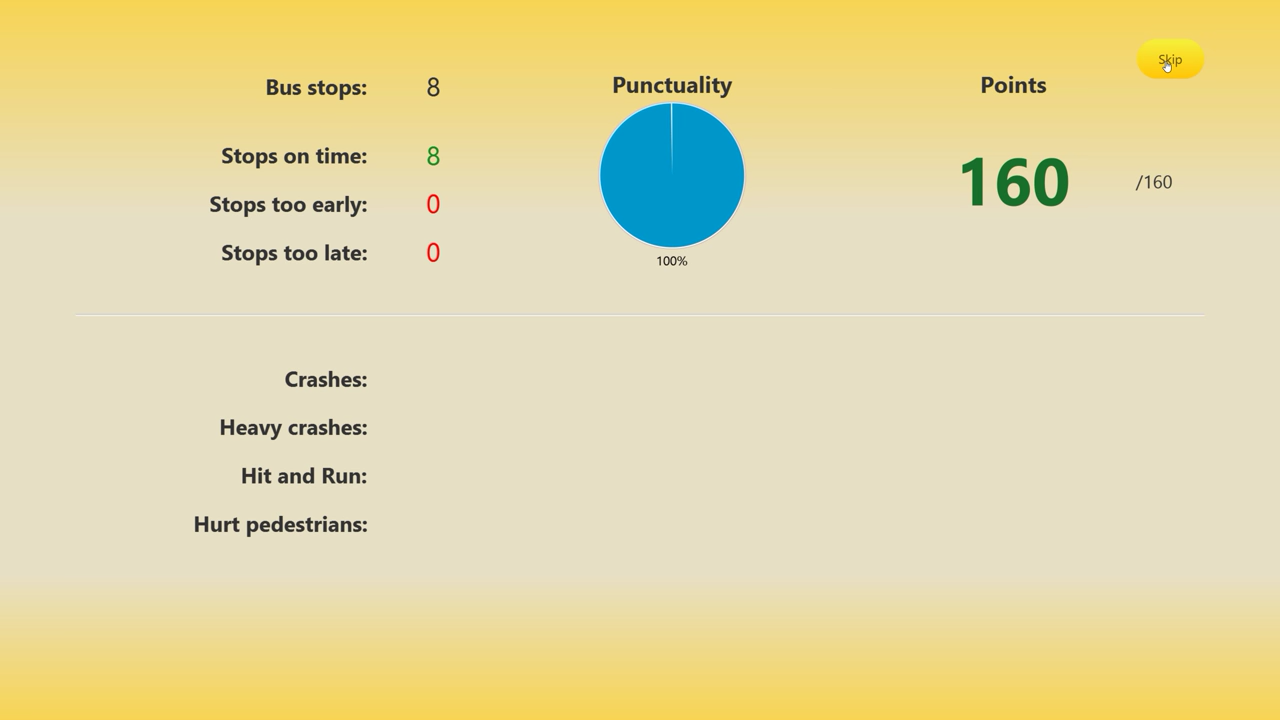 Skip
Bus stops: 8
Punctuality
Points
Stops on time: 8
160 /160
Stops too early: 0
Stops too late: 0
100%
Crashes:
Heavy crashes:
Hit and Run:
Hurt pedestrians: